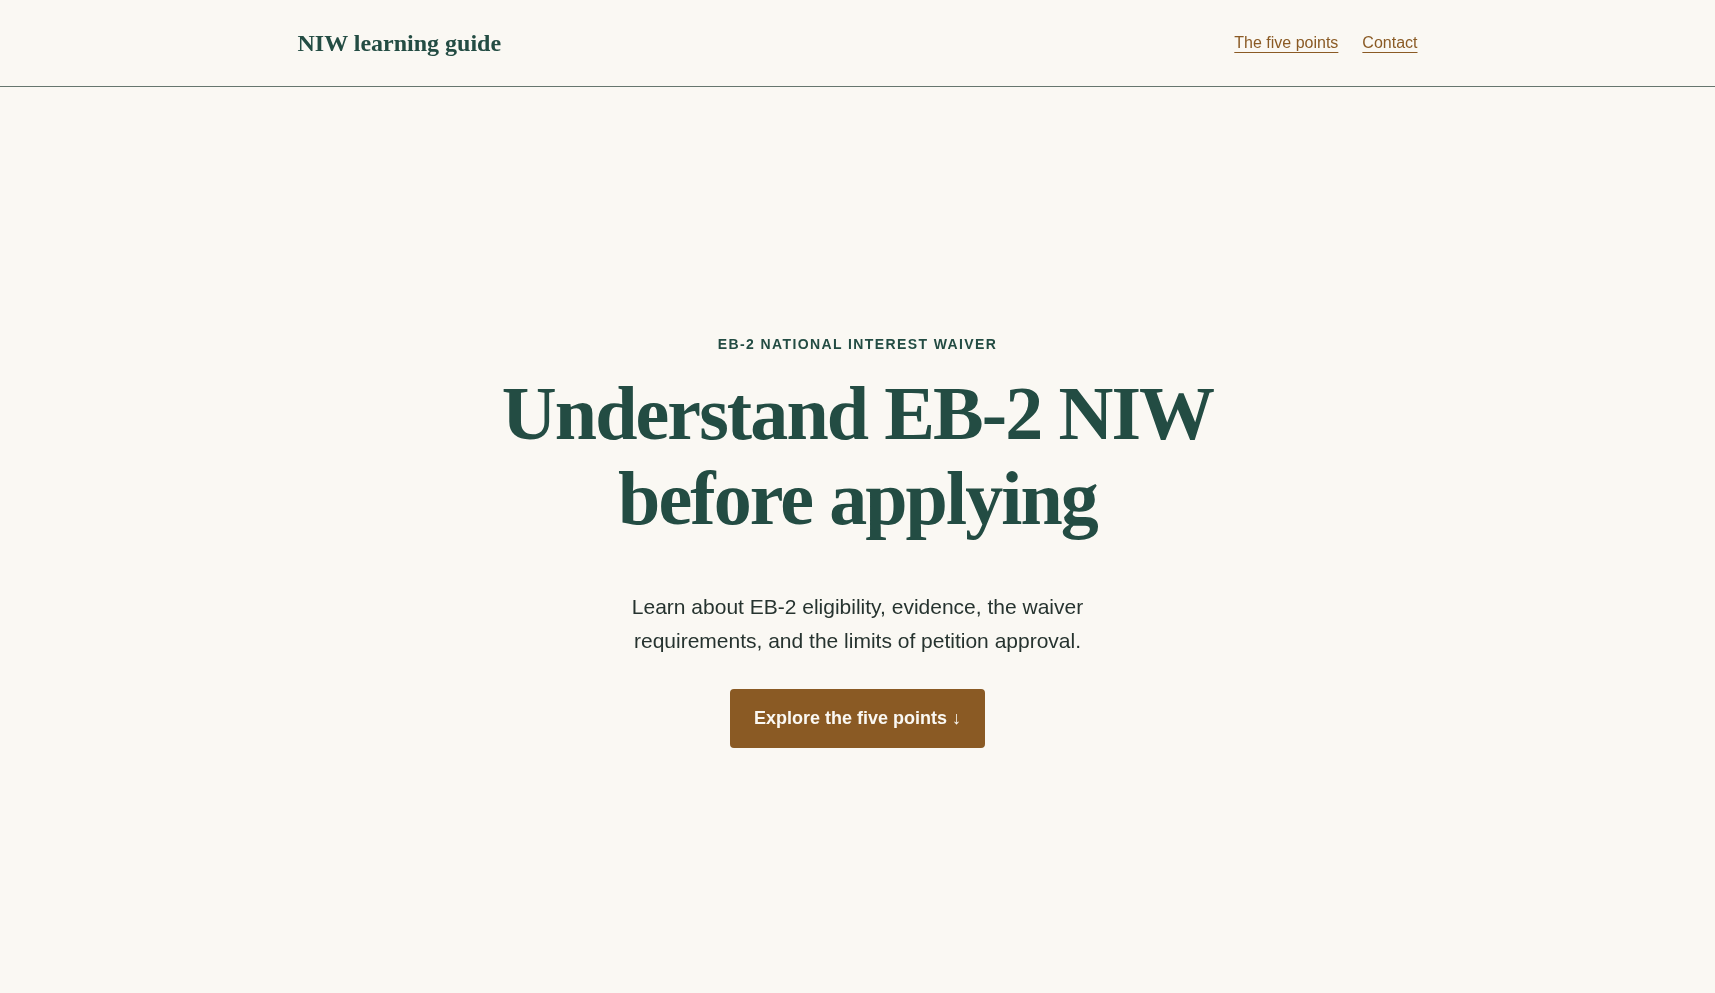 NIW learning guide
The five points
Contact
EB-2 NATIONAL INTEREST WAIVER
Understand EB-2 NIW
before applying
Learn about EB-2 eligibility, evidence, the waiver
requirements, and the limits of petition approval.
Explore the five points ↓